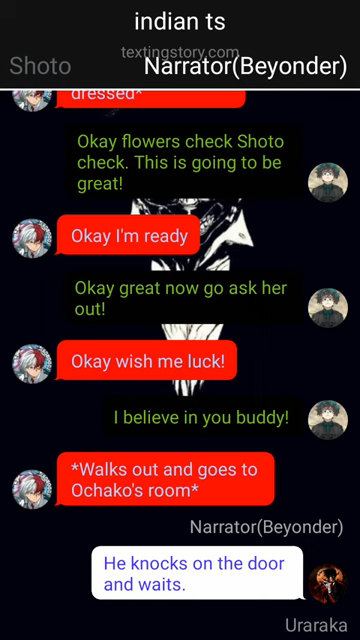 indian ts
textingstory.com
Shoto
Narrator(Beyonder)
dressed*
Okay flowers check Shoto
check. This is going to be
great!
Okay I'm ready
Okay great now go ask her
out!
Okay wish me luck!
I believe in you buddy!
*Walks out and goes to
Ochako's room*
Narrator(Beyonder)
He knocks on the door
and waits.
Uraraka